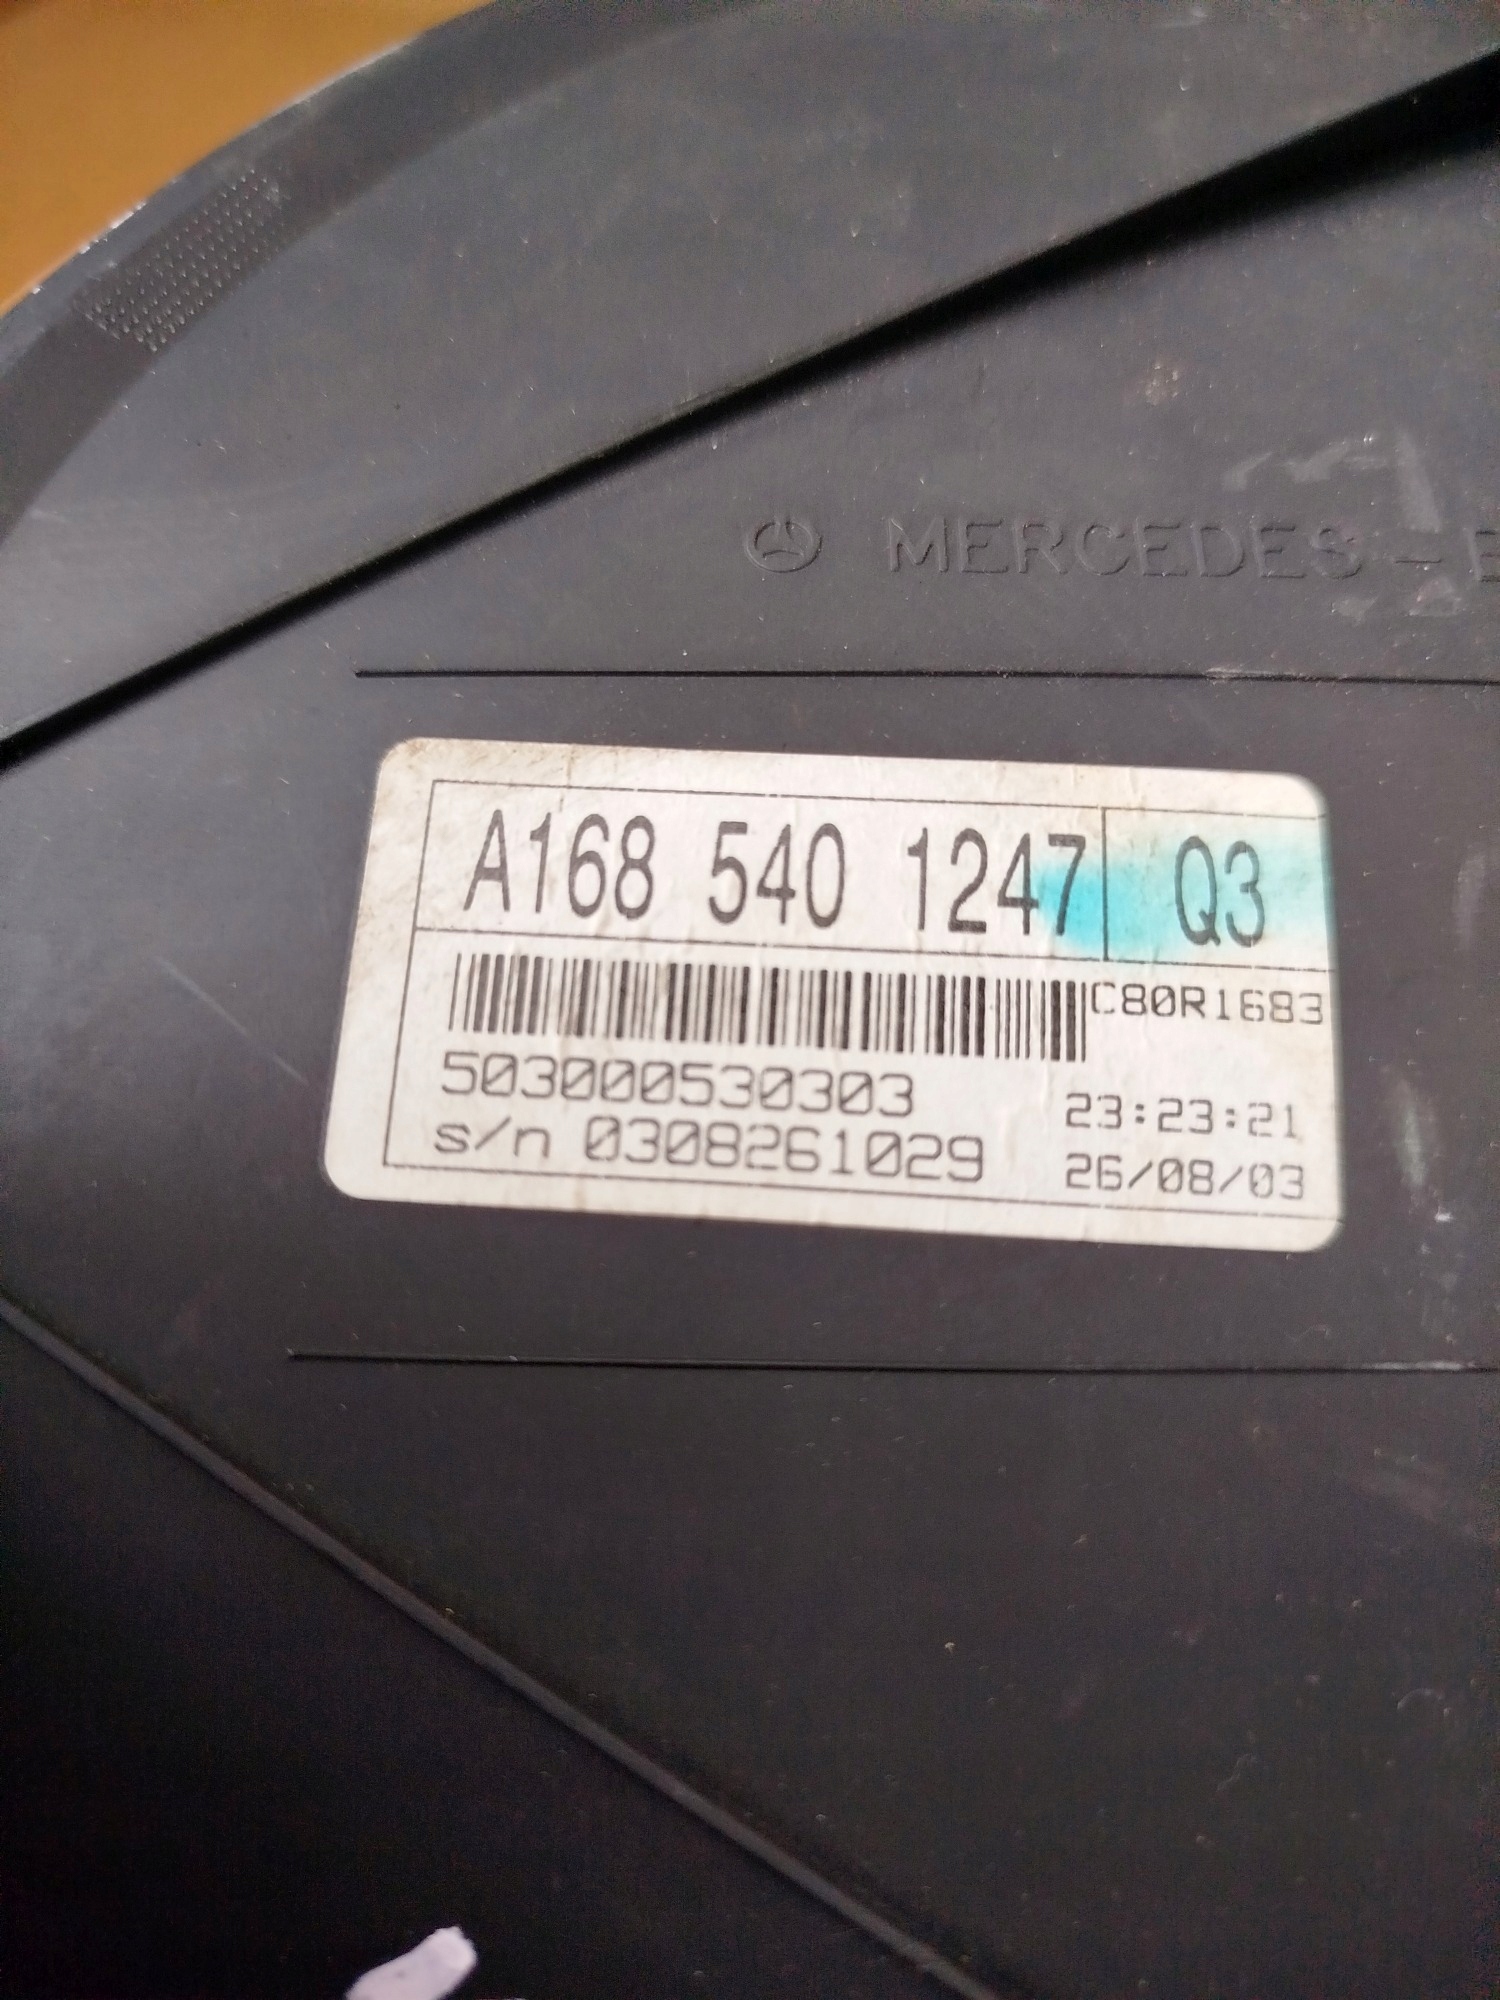 MERCEDES-
A168 540 1247 Q3
C80R1683
503000530303
23:23:21
s/n 0308261029
26/08/03